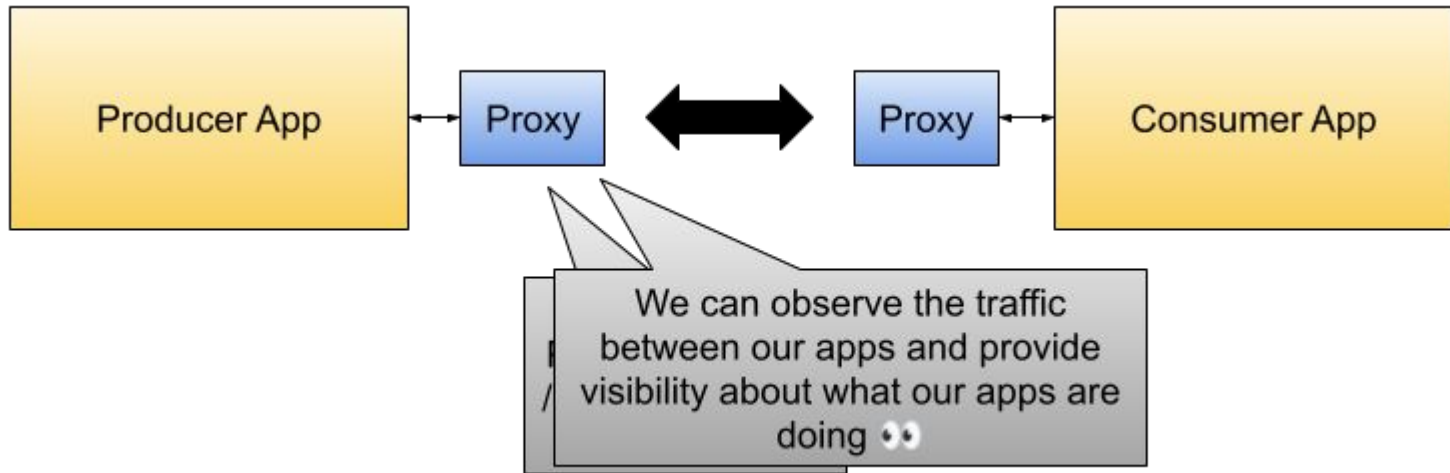 Producer App
Proxy
Proxy
Consumer App
We can observe the traffic
between our apps and provide
visibility about what our apps are
doing 👀